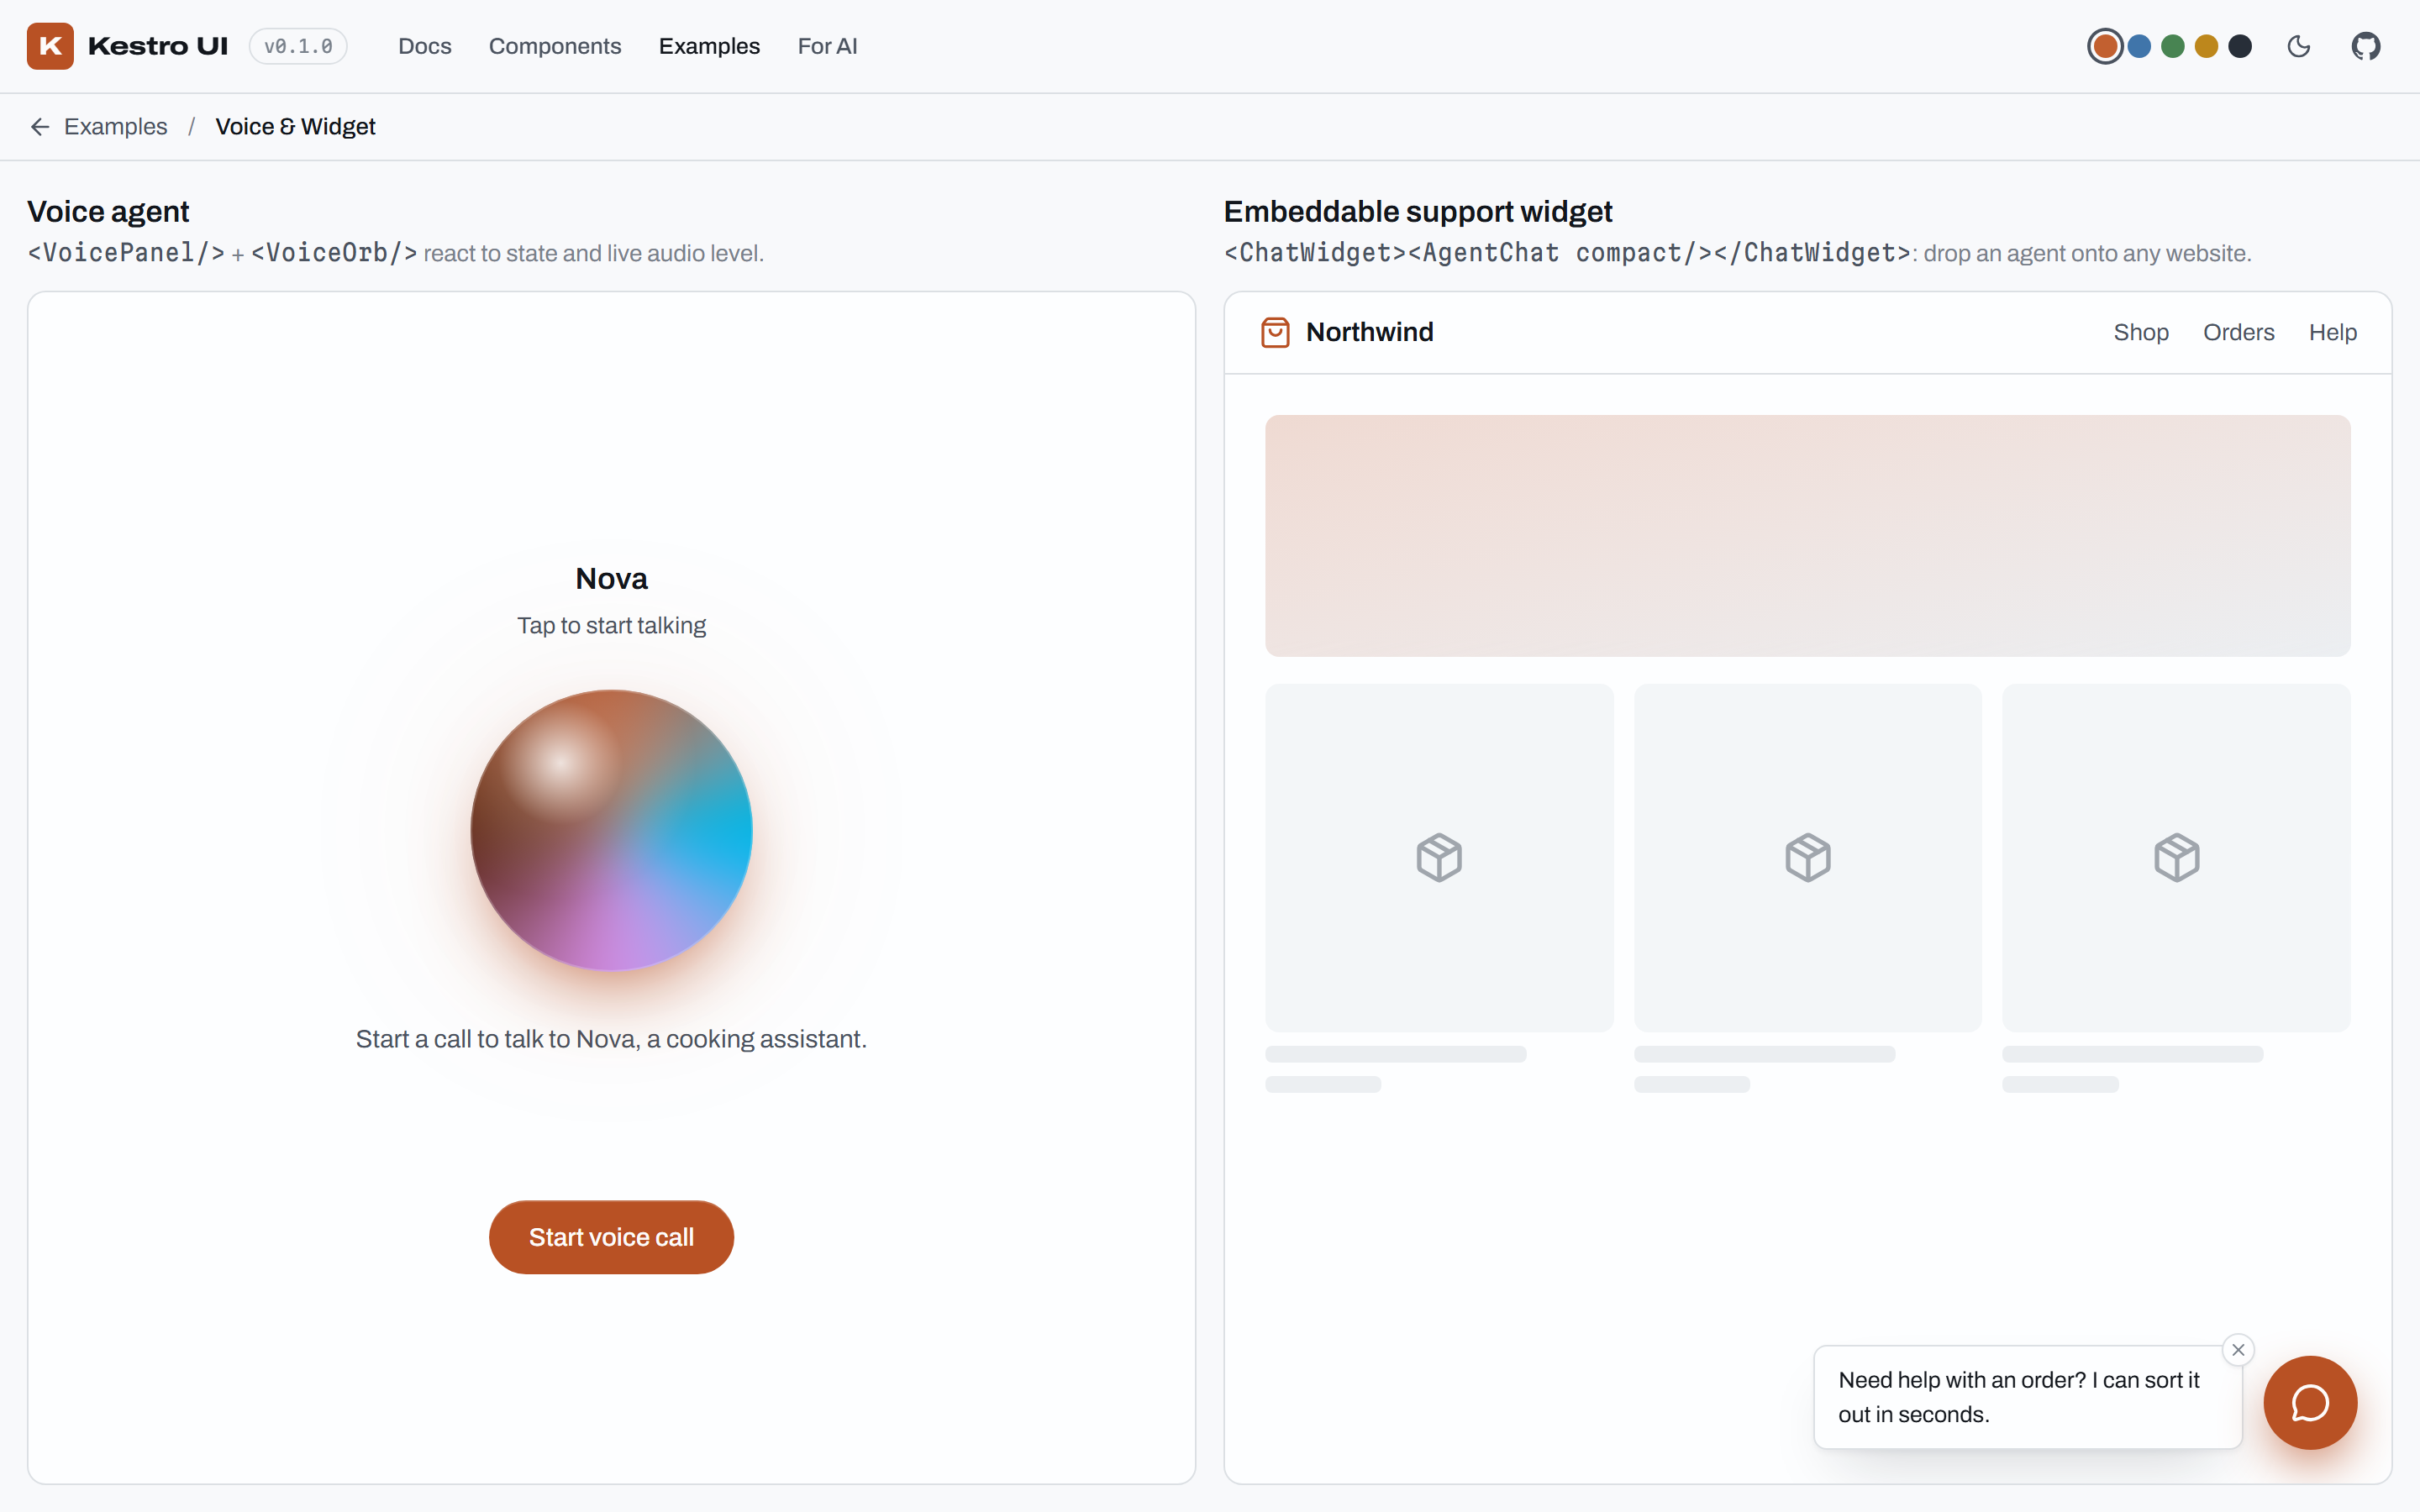 K Kestro UI v0.1.0 Docs Components Examples For AI
Examples / Voice & Widget
Voice agent
<VoicePanel/> + <VoiceOrb/> react to state and live audio level.
Nova
Tap to start talking
Start a call to talk to Nova, a cooking assistant.
Start voice call
Embeddable support widget
<ChatWidget><AgentChat compact/></ChatWidget>: drop an agent onto any website.
Northwind Shop Orders Help
Need help with an order? I can sort it
out in seconds.